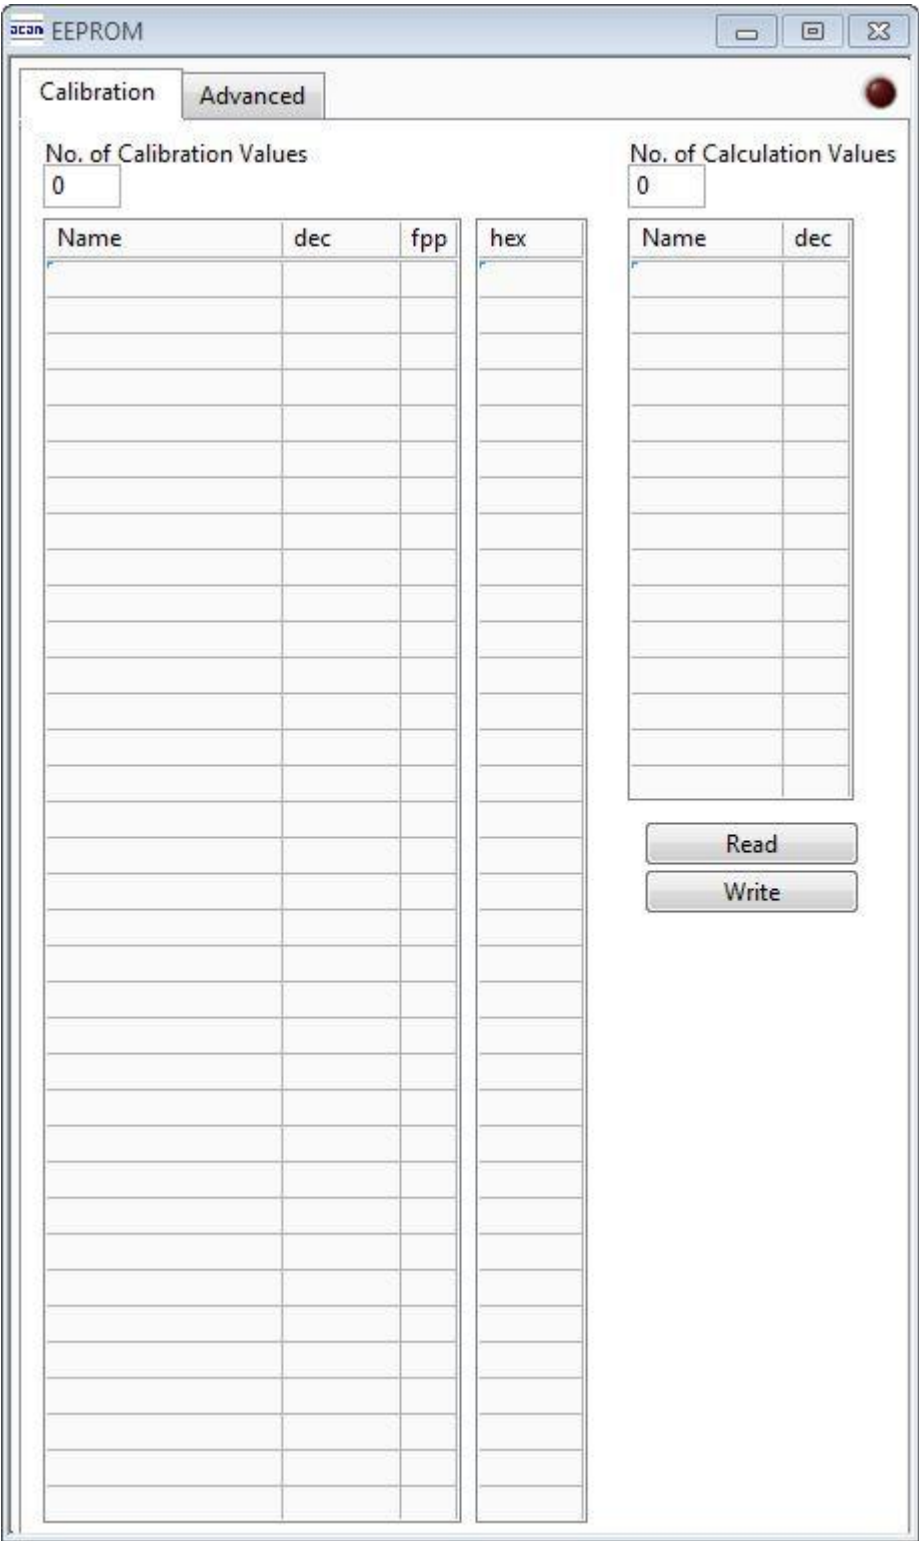 acan EEPROM
Calibration Advanced
No. of Calibration Values No. of Calculation Values
0 0
Name dec fpp hex Name dec
Read
Write